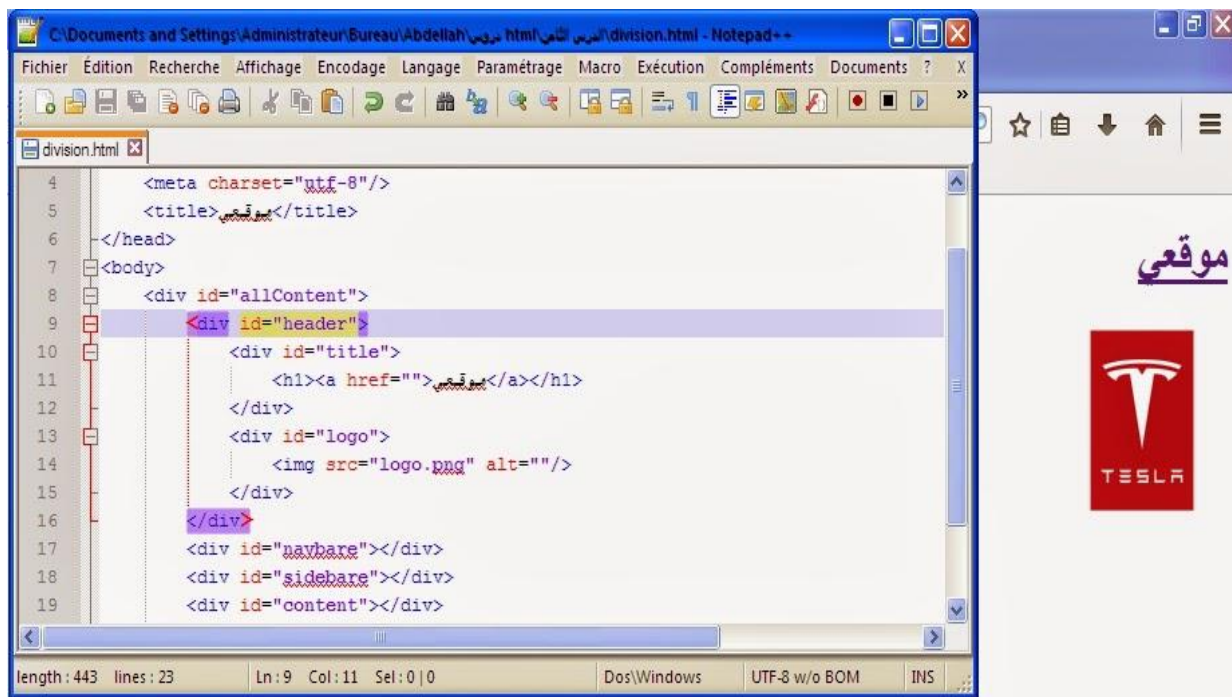 C:\Documents and Settings\Administrateur\Bureau\Abdellah\دروس html\الدرس الثامن\division.html - Notepad++
Fichier Édition Recherche Affichage Encodage Langage Paramétrage Macro Exécution Compléments Documents ? X
division.html
4 <meta charset="utf-8"/>
5 <title>موقعي</title>
6 </head>
7 <body>
8 <div id="allContent">
9 <div id="header">
10 <div id="title">
11 <h1><a href="">موقعي</a></h1>
12 </div>
13 <div id="logo">
14 <img src="logo.png" alt=""/>
15 </div>
16 </div>
17 <div id="navbare"></div>
18 <div id="sidebare"></div>
19 <div id="content"></div>
length : 443 lines : 23 Ln : 9 Col : 11 Sel : 0 | 0 Dos\Windows UTF-8 w/o BOM INS
موقعي
TESLA